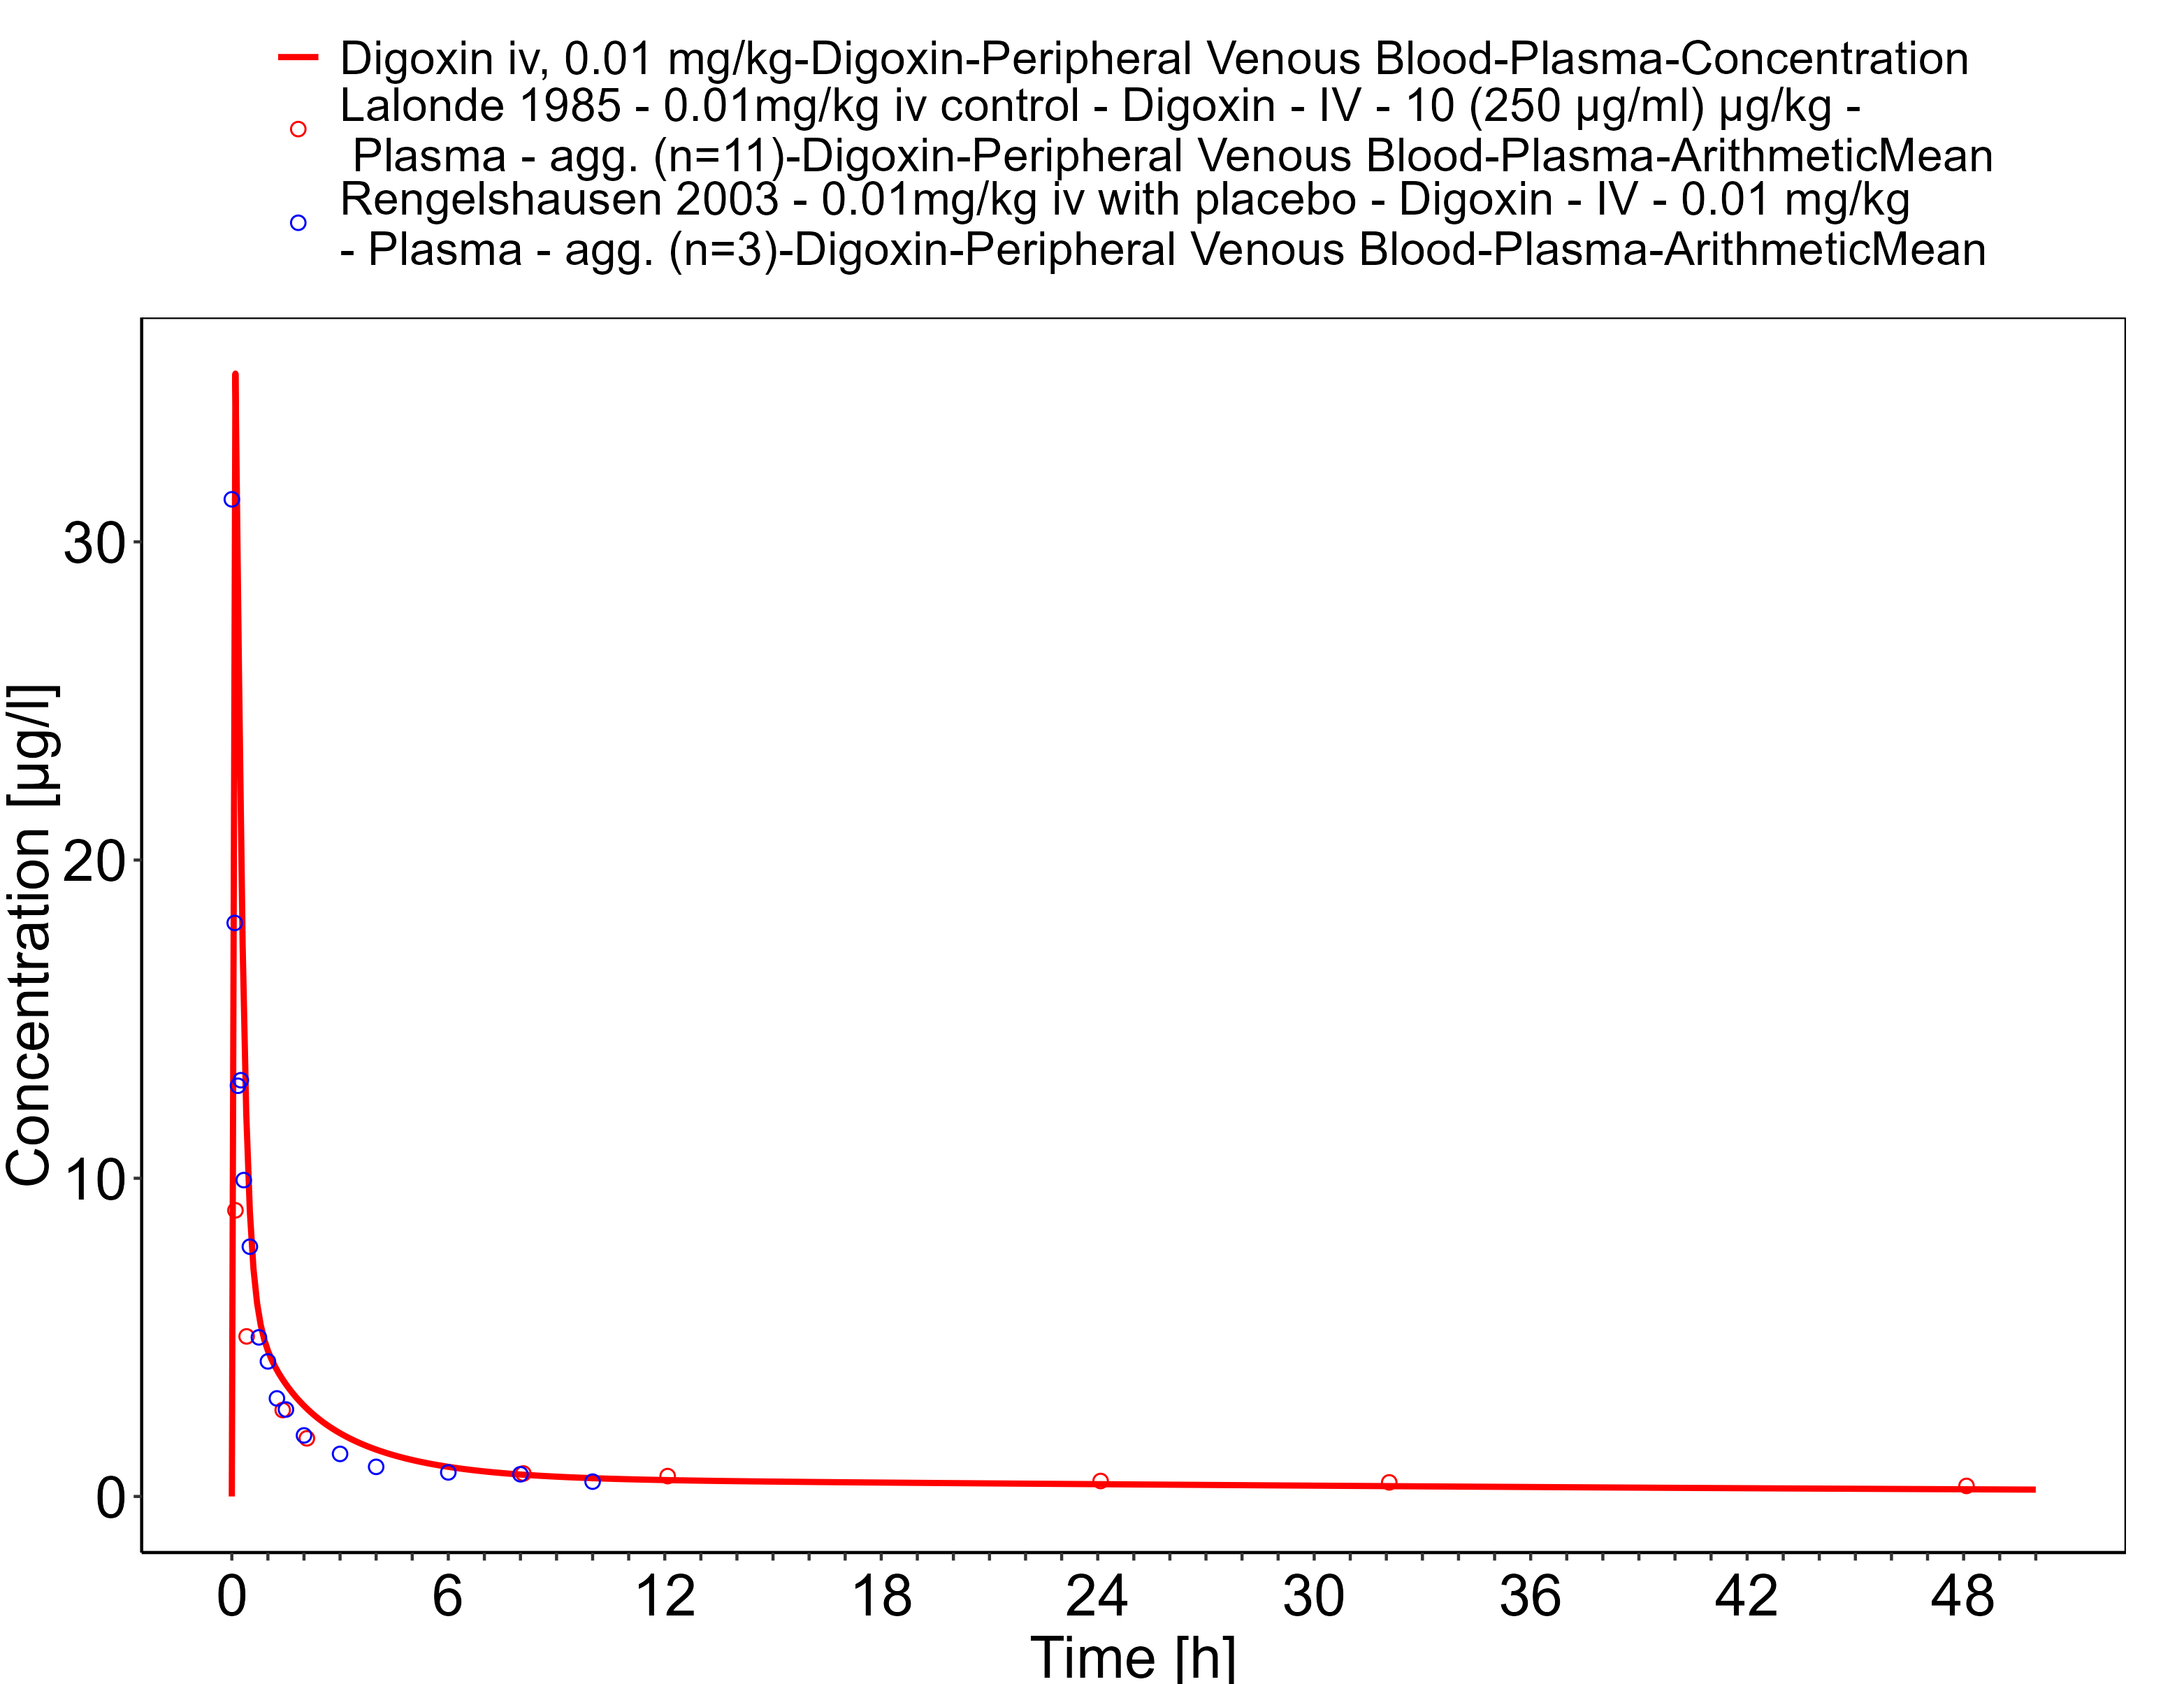 Digoxin iv, 0.01 mg/kg-Digoxin-Peripheral Venous Blood-Plasma-Concentration
Lalonde 1985 - 0.01mg/kg iv control - Digoxin - IV - 10 (250 µg/ml) µg/kg -
Plasma - agg. (n=11)-Digoxin-Peripheral Venous Blood-Plasma-ArithmeticMean
Rengelshausen 2003 - 0.01mg/kg iv with placebo - Digoxin - IV - 0.01 mg/kg
- Plasma - agg. (n=3)-Digoxin-Peripheral Venous Blood-Plasma-ArithmeticMean
Concentration [µg/l]
30
20
10
0
0 6 12 18 24 30 36 42 48
Time [h]